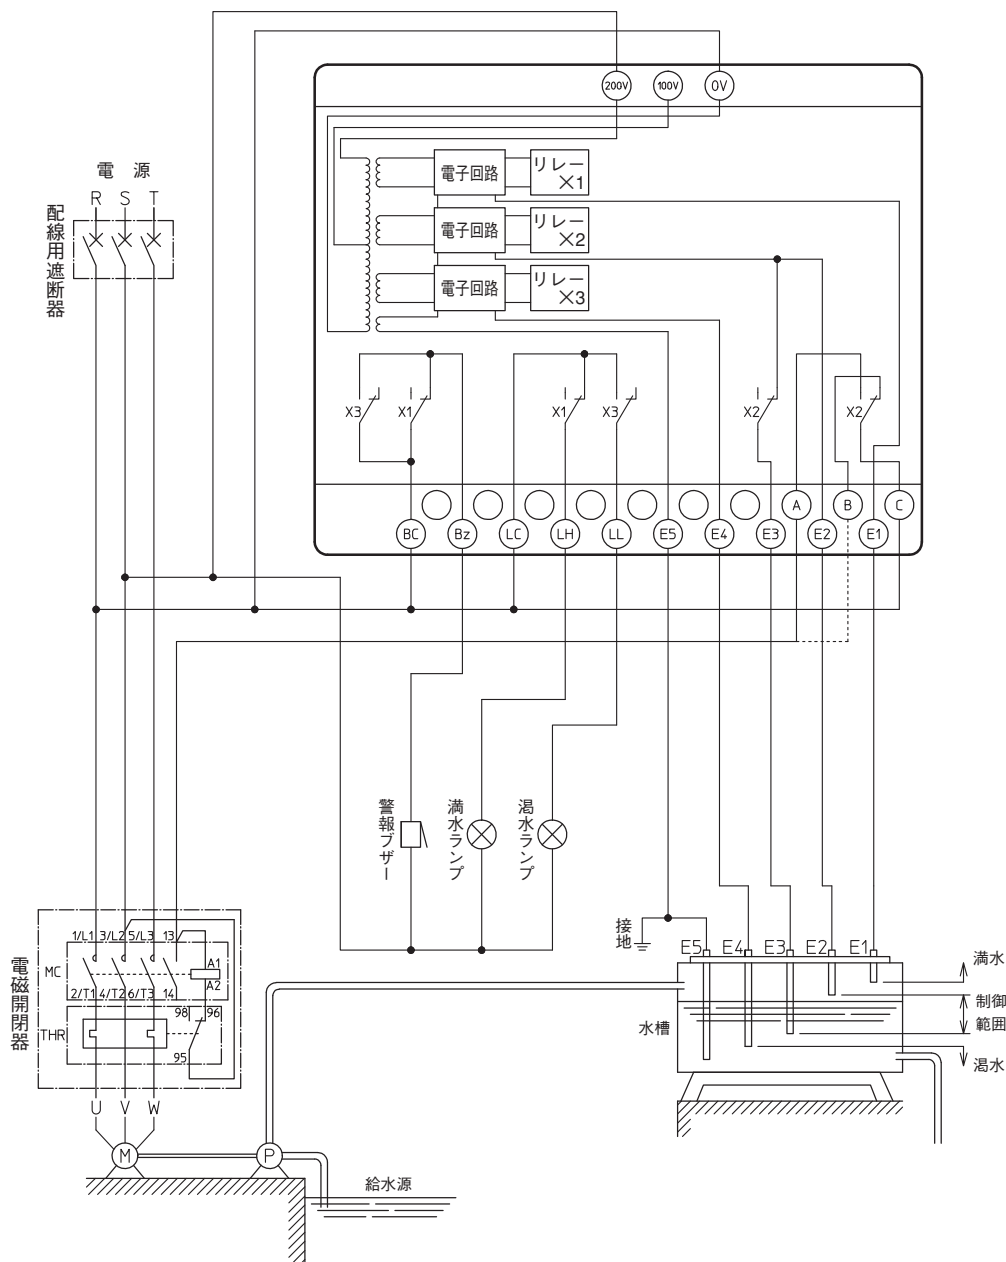 200V 100V 0V
電源
R S T
配線用遮断器
電子回路 リレー X1
電子回路 リレー X2
電子回路 リレー X3
X3 X1 X1 X3 X2 X2
A B C
BC Bz LC LH LL E5 E4 E3 E2 E1
警報ブザー
満水ランプ
渇水ランプ
電磁開閉器
1/L1 3/L2 5/L3 13
MC
A1
A2
2/T1 4/T2 6/T3 14
98 96
THR
95
U V W
M
P
給水源
接地
E5 E4 E3 E2 E1
満水
制御範囲
渇水
水槽